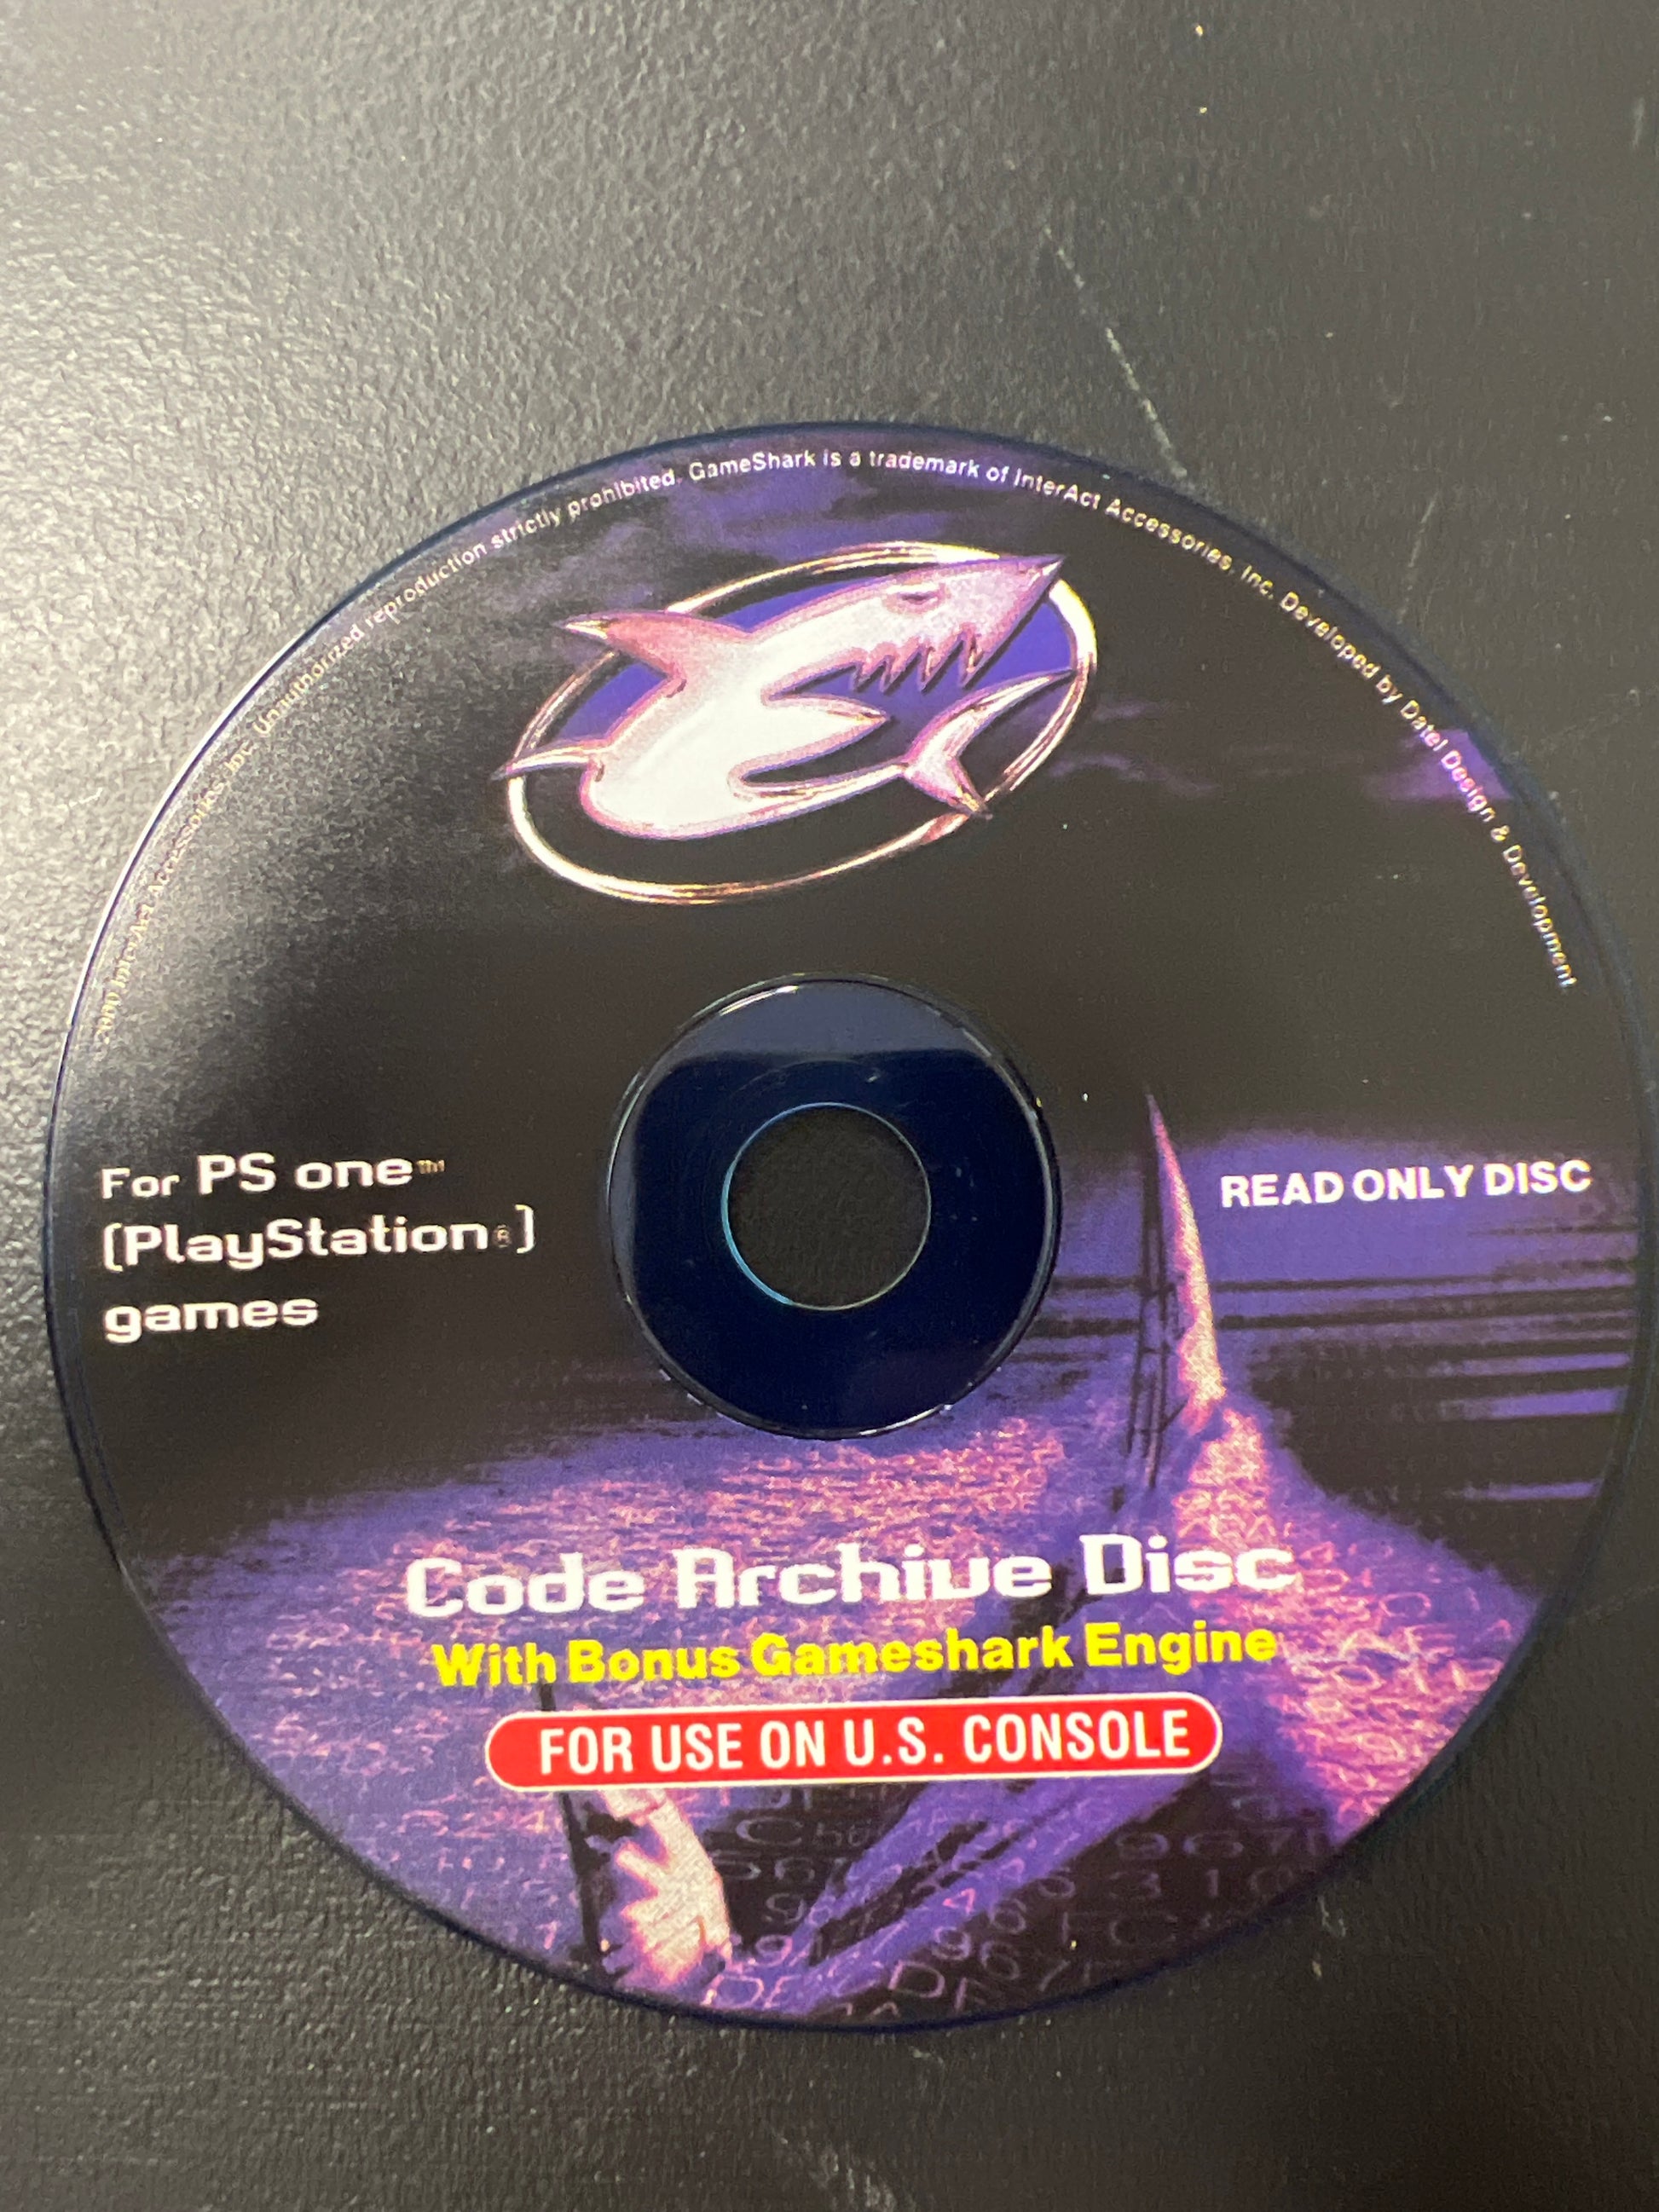 2000 InterAct Accessories, Inc. Unauthorized reproduction strictly prohibited. GameShark is a trademark of InterAct Accessories, Inc. Developed by Datel Design & Development
For PS one™
(PlayStation®)
games
READ ONLY DISC
Code Archive Disc
With Bonus Gameshark Engine
FOR USE ON U.S. CONSOLE